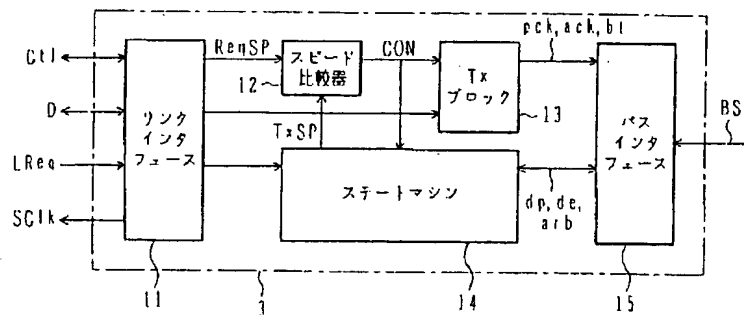 Ctl
D
LReq
SClk
リンク
インタ
フェース
11
ReqSP
スピード
比較器
12
TxSP
CON
Tx
ブロック
13
ステートマシン
14
pck,ack,bt
dp,de,
arb
バス
インタ
フェース
15
BS
3